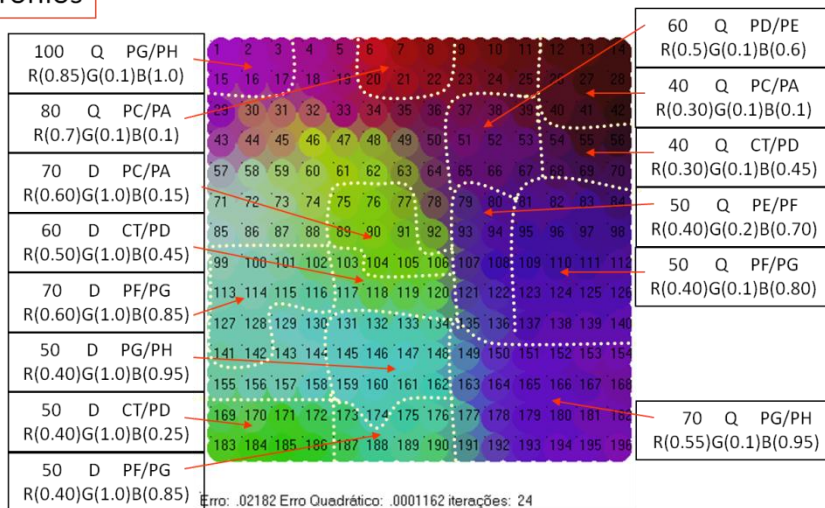 100 Q PG/PH
R(0.85)G(0.1)B(1.0)
80 Q PC/PA
R(0.7)G(0.1)B(0.1)
70 D PC/PA
R(0.60)G(1.0)B(0.15)
60 D CT/PD
R(0.50)G(1.0)B(0.45)
70 D PF/PG
R(0.60)G(1.0)B(0.85)
50 D PG/PH
R(0.40)G(1.0)B(0.95)
50 D CT/PD
R(0.40)G(1.0)B(0.25)
50 D PF/PG
R(0.40)G(1.0)B(0.85)
1 2 3 4 5 6 7 8 9 10 11 12 13 14
15 16 17 18 19 20 21 22 23 24 25 26 27 28
29 30 31 32 33 34 35 36 37 38 39 40 41 42
43 44 45 46 47 48 49 50 51 52 53 54 55 56
57 58 59 60 61 62 63 64 65 66 67 68 69 70
71 72 73 74 75 76 77 78 79 80 81 82 83 84
85 86 87 88 89 90 91 92 93 94 95 96 97 98
99 100 101 102 103 104 105 106 107 108 109 110 111 112
113 114 115 116 117 118 119 120 121 122 123 124 125 126
127 128 129 130 131 132 133 134 135 136 137 138 139 140
141 142 143 144 145 146 147 148 149 150 151 152 153 154
155 156 157 158 159 160 161 162 163 164 165 166 167 168
169 170 171 172 173 174 175 176 177 178 179 180 181 182
183 184 185 186 187 188 189 190 191 192 193 194 195 196
60 Q PD/PE
R(0.5)G(0.1)B(0.6)
40 Q PC/PA
R(0.30)G(0.1)B(0.1)
40 Q CT/PD
R(0.30)G(0.1)B(0.45)
50 Q PE/PF
R(0.40)G(0.2)B(0.70)
50 Q PF/PG
R(0.40)G(0.1)B(0.80)
70 Q PG/PH
R(0.55)G(0.1)B(0.95)
Erro: .02182 Erro Quadrático: .0001162 iterações: 24